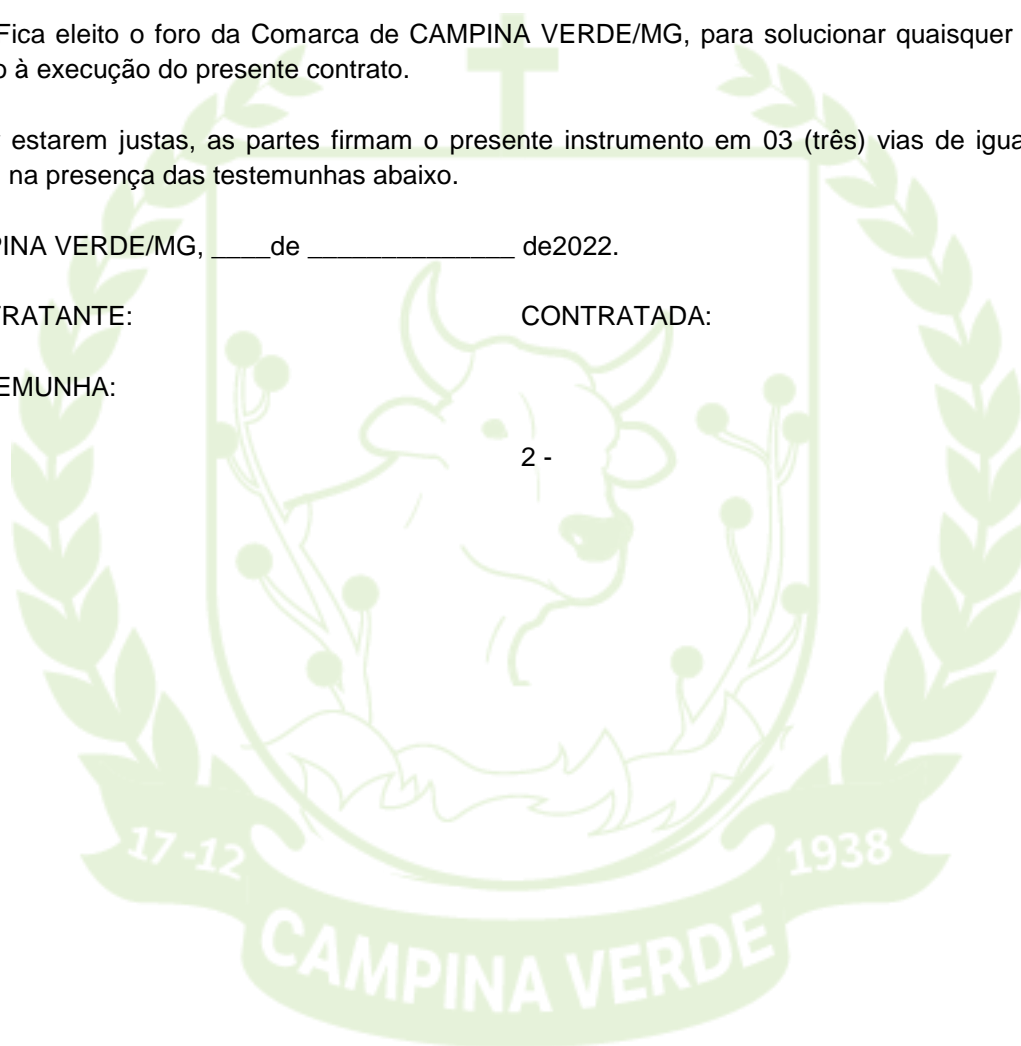 Fica eleito o foro da Comarca de CAMPINA VERDE/MG, para solucionar quaisquer
o à execução do presente contrato.
estarem justas, as partes firmam o presente instrumento em 03 (três) vias de igua
na presença das testemunhas abaixo.
PINA VERDE/MG, ____de ______________ de2022.
TRATANTE: CONTRATADA:
EMUNHA:
2 -
17-12 1938
CAMPINA VERDE